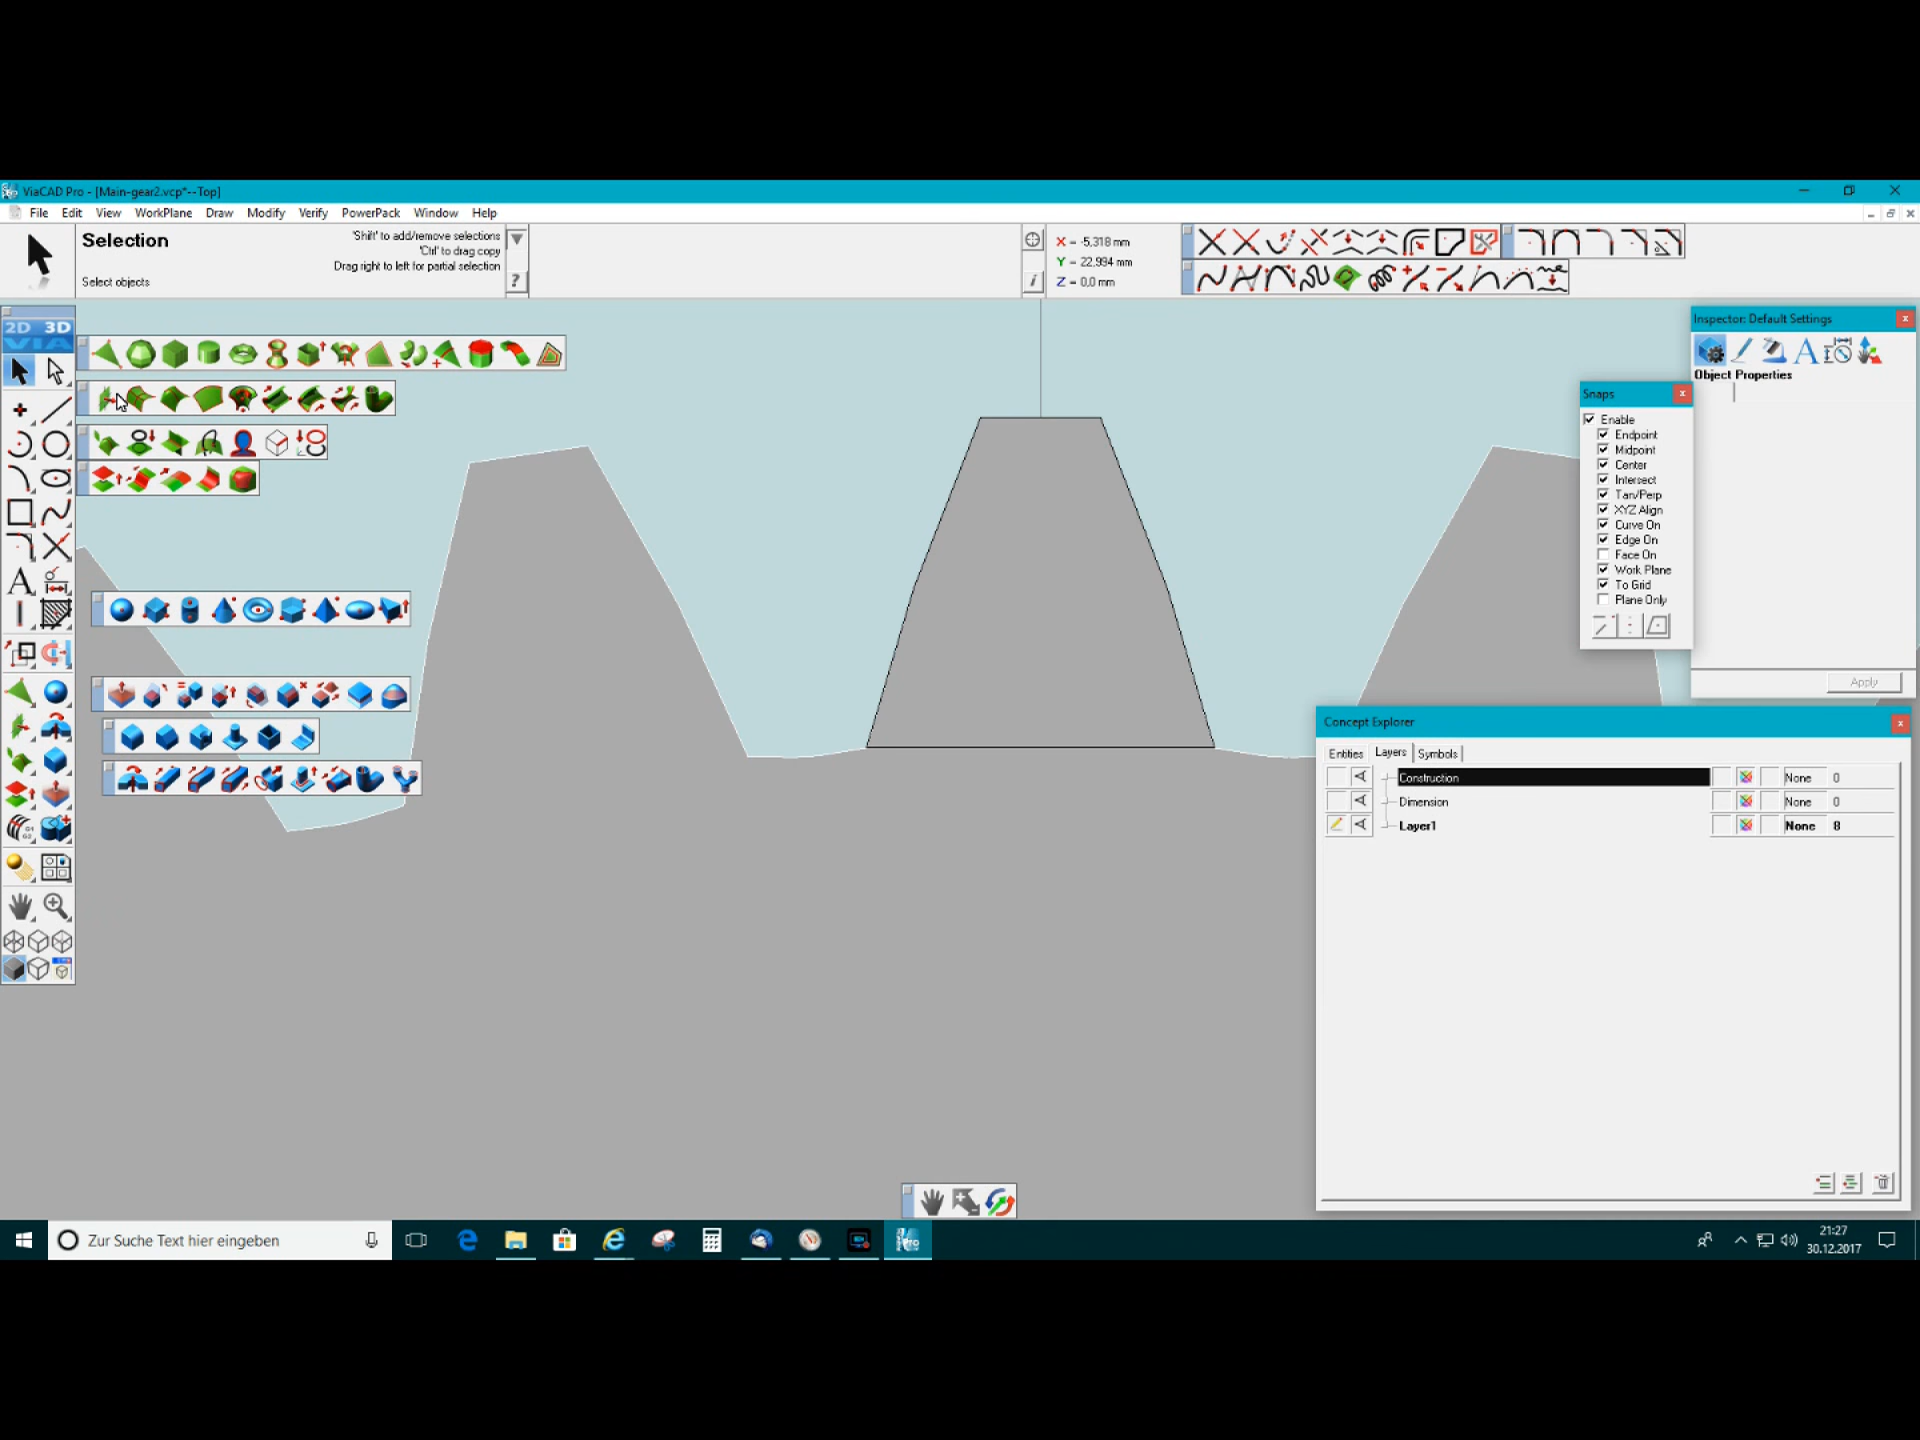 ViaCAD Pro - [Main-gear2.vcp*--Top]
File Edit View WorkPlane Draw Modify Verify PowerPack Window Help
Selection
Select objects
'Shift' to add/remove selections
'Ctrl' to drag copy
Drag right to left for partial selection
?
i
X = -5.318 mm
Y = 22.994 mm
Z = 0.0 mm
2D 3D
VIA
A
G1
G2
Inspector: Default Settings
A
Object Properties
Apply
Snaps
Enable
Endpoint
Midpoint
Center
Intersect
Tan/Perp
XYZ Align
Curve On
Edge On
Face On
Work Plane
To Grid
Plane Only
Concept Explorer
Entities Layers Symbols
Construction None 0
Dimension None 0
Layer1 None 8
Zur Suche Text hier eingeben
Pro
21:27
30.12.2017